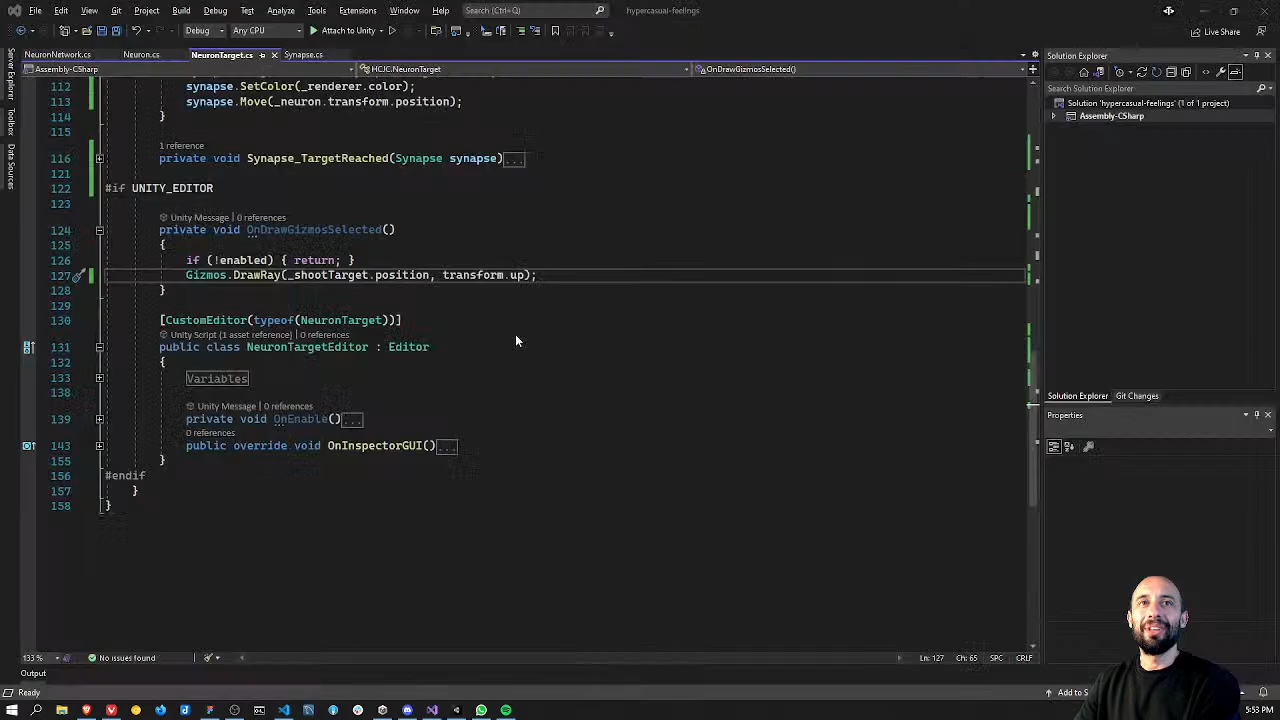 File Edit View Git Project Build Debug Test Analyze Tools Extensions Window Help Search (Ctrl+Q) hypercasual-feelings
Debug Any CPU Attach to Unity Live Share
NeuronNetwork.cs Neuron.cs NeuronTarget.cs Synapse.cs
Assembly-CSharp HCJC.NeuronTarget OnDrawGizmosSelected()
Server Explorer
Toolbox
Data Sources
112 synapse.SetColor(_renderer.color);
113 synapse.Move(_neuron.transform.position);
114 }
115
1 reference
116 private void Synapse_TargetReached(Synapse synapse)...
121
122 #if UNITY_EDITOR
123
Unity Message | 0 references
124 private void OnDrawGizmosSelected()
125 {
126 if (!enabled) { return; }
127 Gizmos.DrawRay(_shootTarget.position, transform.up);
128 }
129
130 [CustomEditor(typeof(NeuronTarget))]
Unity Script (1 asset reference) | 0 references
131 public class NeuronTargetEditor : Editor
132 {
133 Variables
138
Unity Message | 0 references
139 private void OnEnable()...
0 references
143 public override void OnInspectorGUI()...
155 }
156 #endif
157 }
158 }
133 % No issues found Ln: 127 Ch: 65 SPC CRLF
Output
Ready
Solution Explorer
Search Solution Explorer
Solution 'hypercasual-feelings' (1 of 1 project)
Assembly-CSharp
Solution Explorer Git Changes
Properties
Add to S
5:53 PM